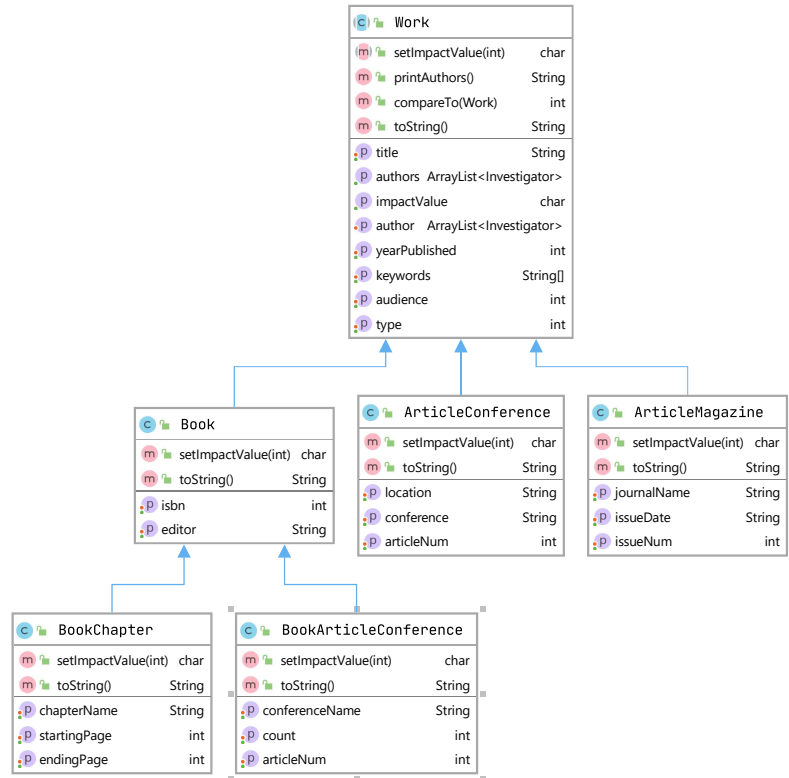 Work
setImpactValue(int) char
printAuthors() String
compareTo(Work) int
toString() String
title String
authors ArrayList<Investigator>
impactValue char
author ArrayList<Investigator>
yearPublished int
keywords String[]
audience int
type int
Book
setImpactValue(int) char
toString() String
isbn int
editor String
ArticleConference
setImpactValue(int) char
toString() String
location String
conference String
articleNum int
ArticleMagazine
setImpactValue(int) char
toString() String
journalName String
issueDate String
issueNum int
BookChapter
setImpactValue(int) char
toString() String
chapterName String
startingPage int
endingPage int
BookArticleConference
setImpactValue(int) char
toString() String
conferenceName String
count int
articleNum int